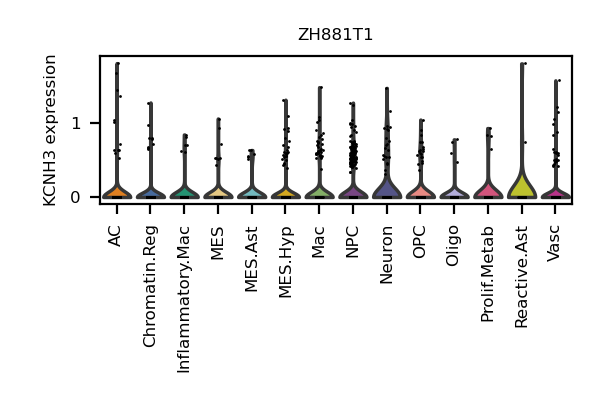 ZH881T1
KCNH3 expression
1
0
AC
Chromatin.Reg
Inflammatory.Mac
MES
MES.Ast
MES.Hyp
Mac
NPC
Neuron
OPC
Oligo
Prolif.Metab
Reactive.Ast
Vasc